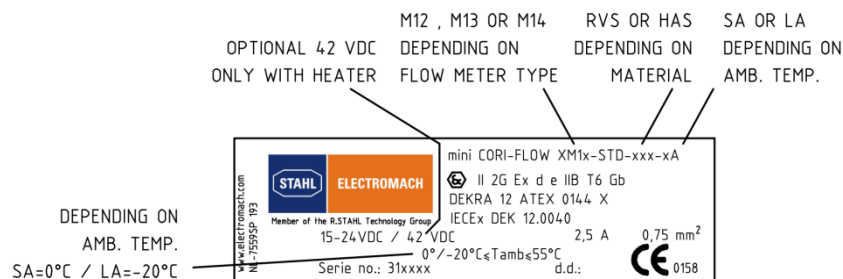 OPTIONAL 42 VDC
ONLY WITH HEATER
M12 , M13 OR M14
DEPENDING ON
FLOW METER TYPE
RVS OR HAS
DEPENDING ON
MATERIAL
SA OR LA
DEPENDING ON
AMB. TEMP.
DEPENDING ON
AMB. TEMP.
SA=0°C / LA=-20°C
www.electromach.com
NL-7559SP 193
STAHL
ELECTROMACH
Member of the R.STAHL Technology Group
mini CORI-FLOW XM1x-STD-xxx-xA
Ex II 2G Ex d e IIB T6 Gb
DEKRA 12 ATEX 0144 X
IECEx DEK 12.0040
15-24VDC / 42 VDC 2,5 A 0,75 mm²
0°/-20°C≤Tamb≤55°C
Serie no.: 31xxxx d.d.: CE 0158